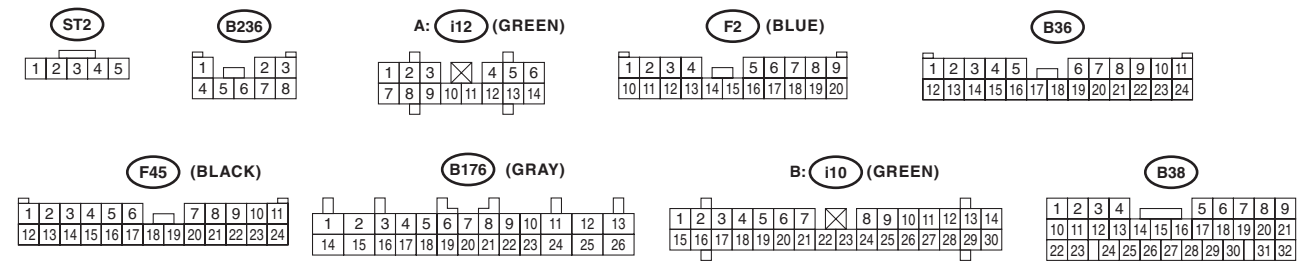 ST2 B236 A: i12 (GREEN) F2 (BLUE) B36
1 2 3 4 5
1 2 3
4 5 6 7 8
1 2 3 4 5 6
7 8 9 10 11 12 13 14
1 2 3 4 5 6 7 8 9
10 11 12 13 14 15 16 17 18 19 20
1 2 3 4 5 6 7 8 9 10 11
12 13 14 15 16 17 18 19 20 21 22 23 24
F45 (BLACK) B176 (GRAY) B: i10 (GREEN) B38
1 2 3 4 5 6 7 8 9 10 11
12 13 14 15 16 17 18 19 20 21 22 23 24
1 2 3 4 5 6 7 8 9 10 11 12 13
14 15 16 17 18 19 20 21 22 23 24 25 26
1 2 3 4 5 6 7 8 9 10 11 12 13 14
15 16 17 18 19 20 21 22 23 24 25 26 27 28 29 30
1 2 3 4 5 6 7 8 9
10 11 12 13 14 15 16 17 18 19 20 21
22 23 24 25 26 27 28 29 30 31 32